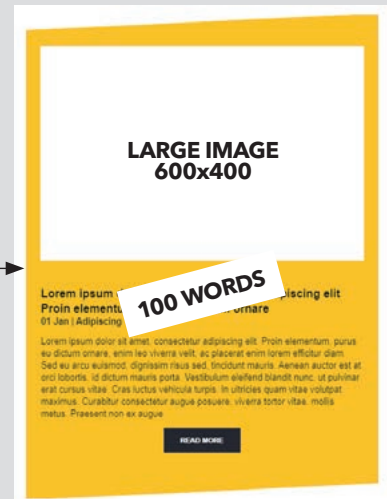 LARGE IMAGE
600x400
100 WORDS
Lorem ipsum piscing elit
Proin elementu ornare
01 Jan | Adipiscing
Lorem ipsum dolor sit amet, consectetur adipiscing elit. Proin elementum, purus
eu dictum ornare, enim leo viverra velit, ac placerat enim lorem efficitur diam.
Sed eu arcu euismod, dignissim risus sed, tincidunt mauris. Aenean auctor est at
orci lobortis, id dictum mauris porta. Vestibulum eleifend blandit nunc, ut pulvinar
erat cursus vitae. Cras luctus vehicula turpis. In ultricies quam vitae volutpat
maximus. Curabitur consectetur augue posuere, viverra tortor vitae, mollis
metus. Praesent non ex augue
READ MORE